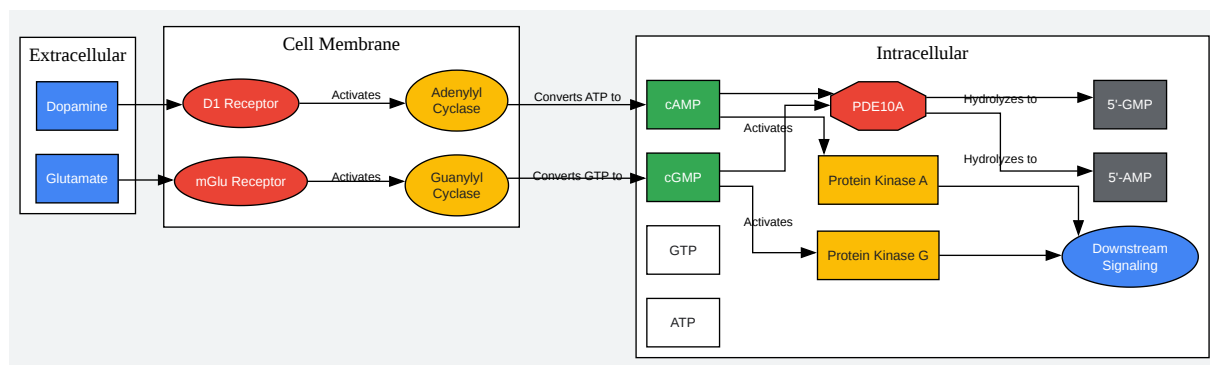 Extracellular
Dopamine
Glutamate
Cell Membrane
D1 Receptor
Activates
Adenylyl
Cyclase
mGlu Receptor
Activates
Guanylyl
Cyclase
Converts ATP to
Converts GTP to
Intracellular
cAMP
cGMP
GTP
ATP
Activates
Activates
PDE10A
Protein Kinase A
Protein Kinase G
Hydrolyzes to
Hydrolyzes to
5'-GMP
5'-AMP
Downstream
Signaling